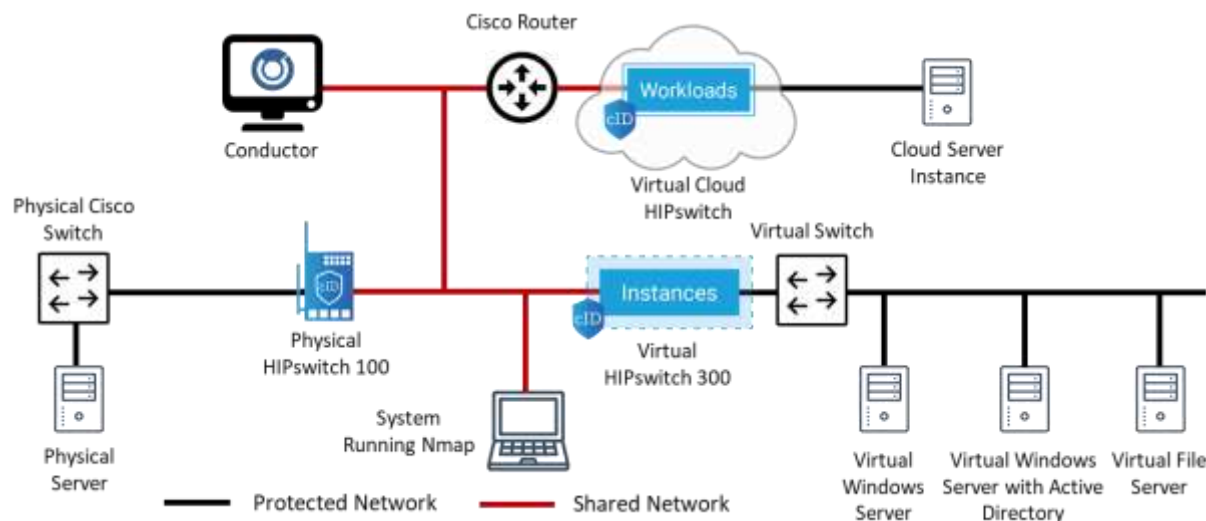 Cisco Router
Workloads
cID
Conductor
Cloud Server
Instance
Virtual Cloud
HIPswitch
Physical Cisco
Switch
Virtual Switch
cID
Instances
cID
Physical
HIPswitch 100
Virtual
HIPswitch 300
System
Running Nmap
Physical
Server
Virtual
Windows
Server
Virtual Windows
Server with Active
Directory
Virtual File
Server
Protected Network
Shared Network